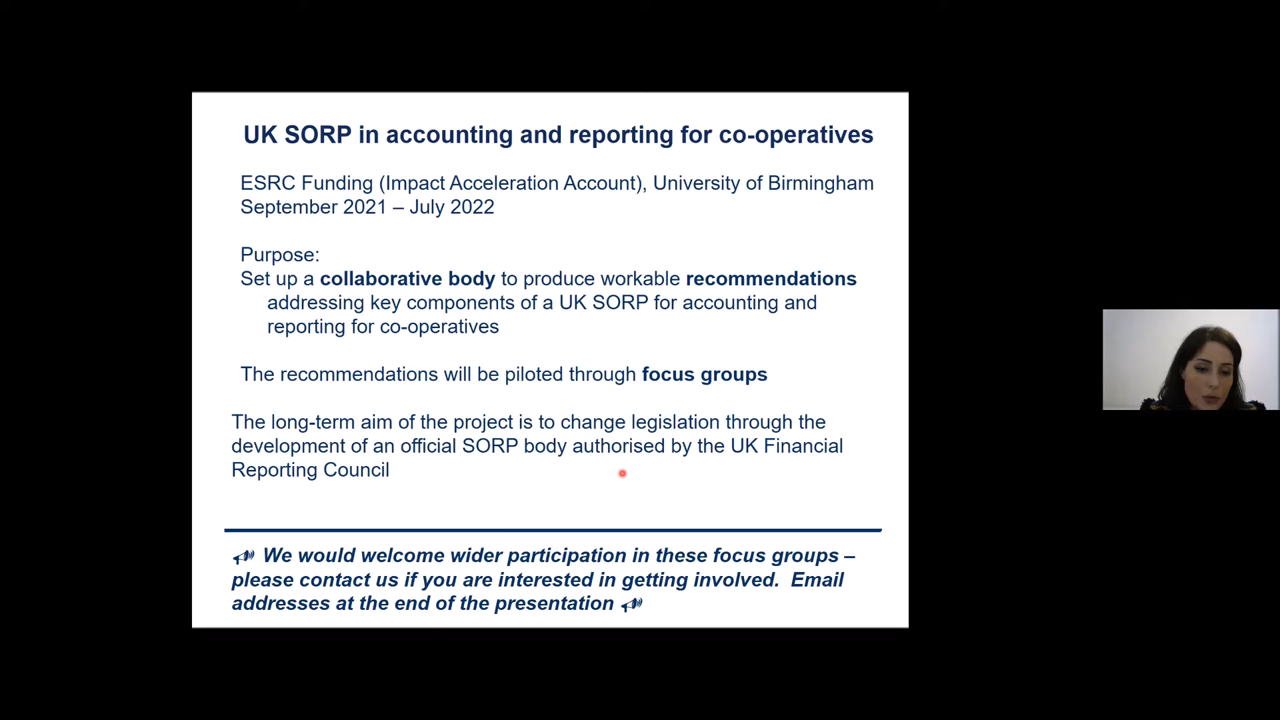 UK SORP in accounting and reporting for co-operatives
ESRC Funding (Impact Acceleration Account), University of Birmingham
September 2021 – July 2022
Purpose:
Set up a collaborative body to produce workable recommendations
addressing key components of a UK SORP for accounting and
reporting for co-operatives
The recommendations will be piloted through focus groups
The long-term aim of the project is to change legislation through the
development of an official SORP body authorised by the UK Financial
Reporting Council
We would welcome wider participation in these focus groups –
please contact us if you are interested in getting involved.  Email
addresses at the end of the presentation